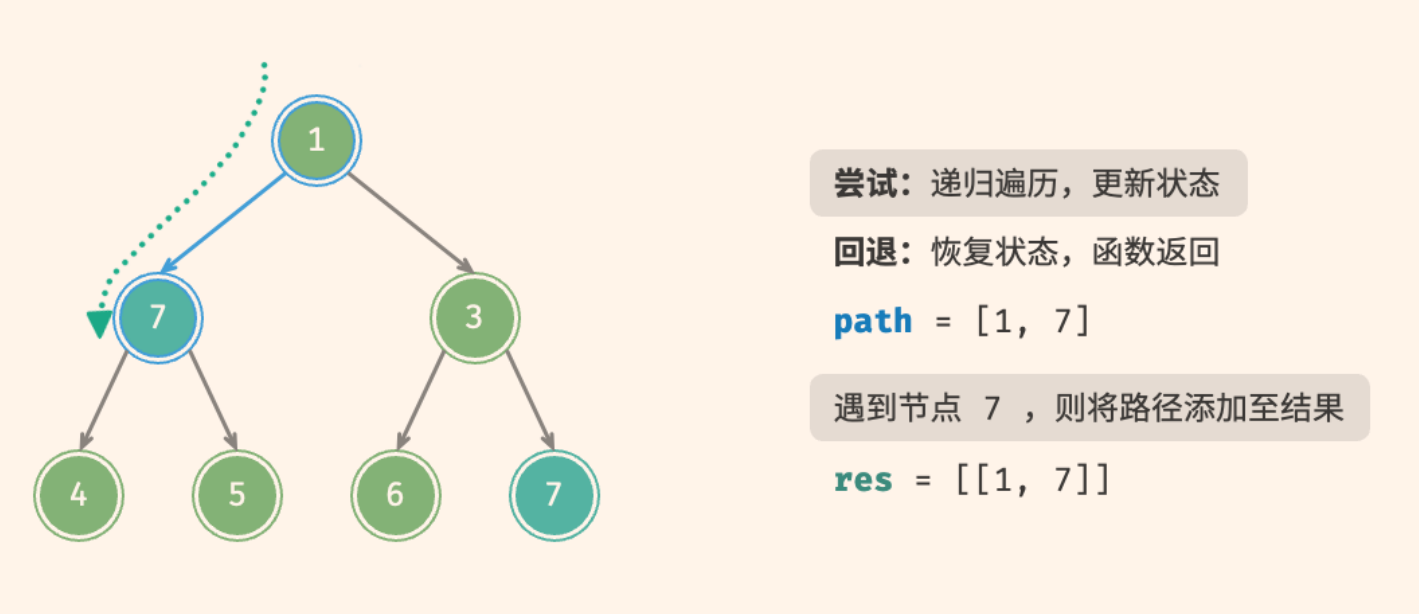 1
7
3
4
5
6
7
尝试：递归遍历，更新状态
回退：恢复状态，函数返回
path = [1, 7]
遇到节点 7 ，则将路径添加至结果
res = [[1, 7]]